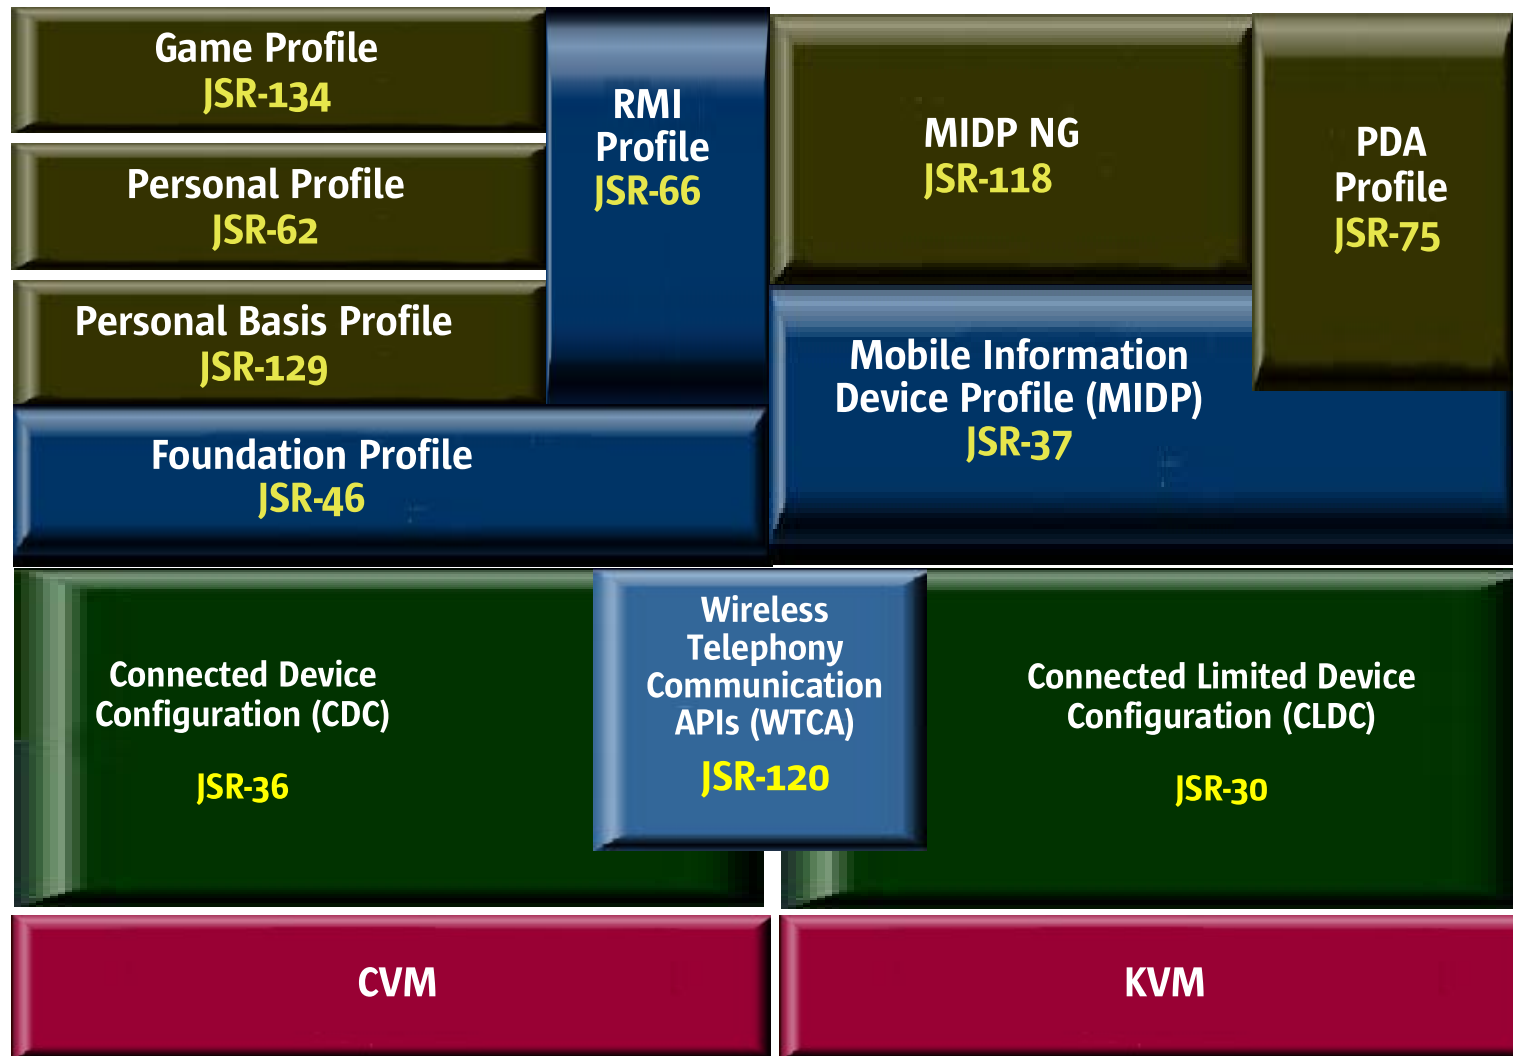 Game Profile
JSR-134
Personal Profile
JSR-62
Personal Basis Profile
JSR-129
RMI
Profile
JSR-66
Foundation Profile
JSR-46
MIDP NG
JSR-118
PDA
Profile
JSR-75
Mobile Information
Device Profile (MIDP)
JSR-37
Connected Device
Configuration (CDC)
JSR-36
Wireless
Telephony
Communication
APIs (WTCA)
JSR-120
Connected Limited Device
Configuration (CLDC)
JSR-30
CVM
KVM